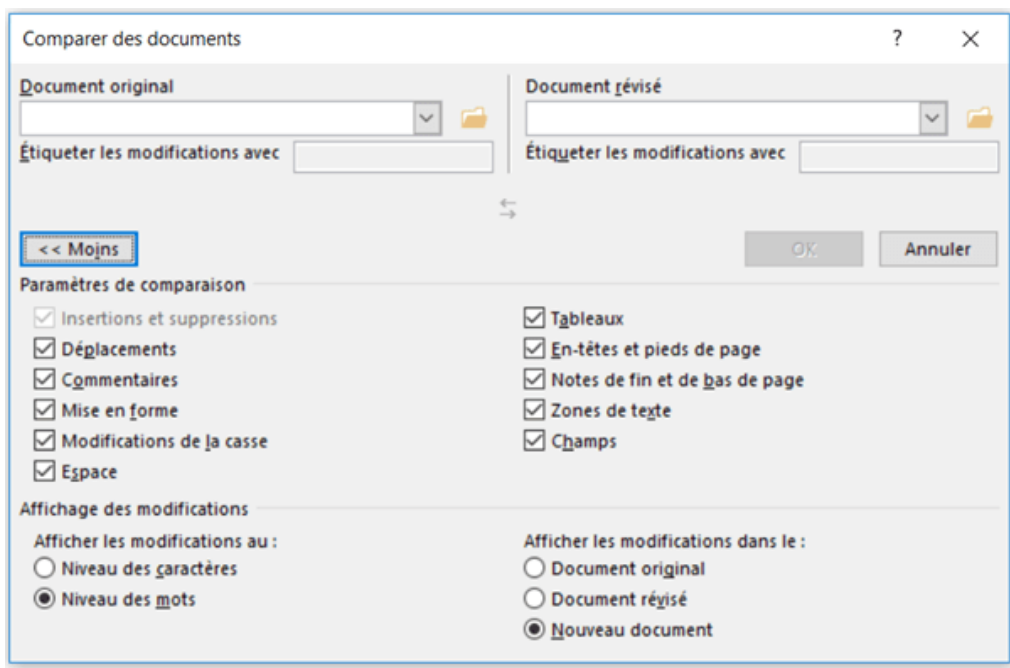 Comparer des documents ?
Document original
Étiqueter les modifications avec
Document révisé
Étiqueter les modifications avec
<< Moins
OK
Annuler
Paramètres de comparaison
Insertions et suppressions
Déplacements
Commentaires
Mise en forme
Modifications de la casse
Espace
Tableaux
En-têtes et pieds de page
Notes de fin et de bas de page
Zones de texte
Champs
Affichage des modifications
Afficher les modifications au :
Niveau des caractères
Niveau des mots
Afficher les modifications dans le :
Document original
Document révisé
Nouveau document